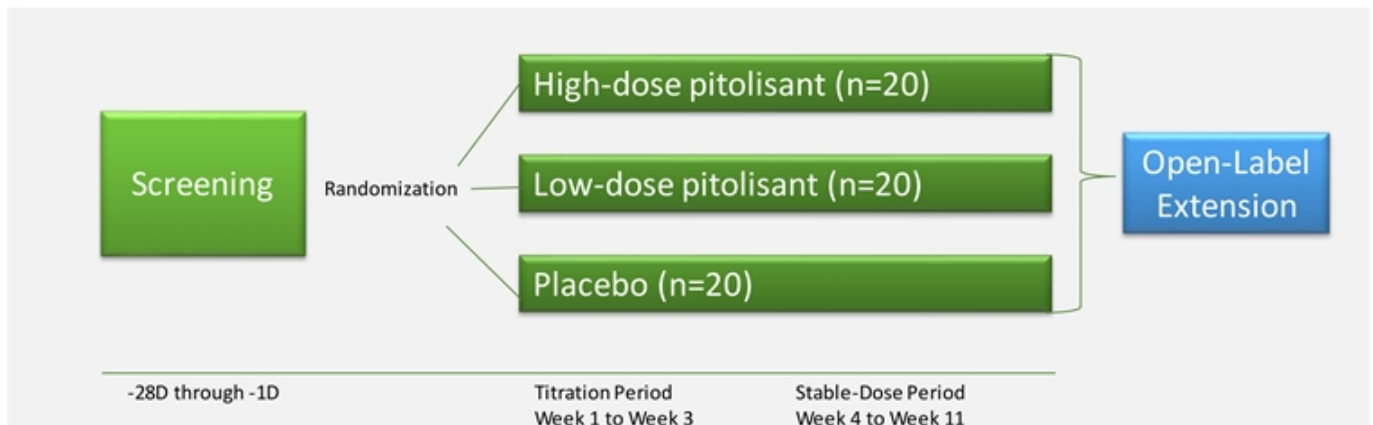 High-dose pitolisant (n=20)
Screening
Randomization
Low-dose pitolisant (n=20)
Open-Label
Extension
Placebo (n=20)
-28D through -1D
Titration Period
Week 1 to Week 3
Stable-Dose Period
Week 4 to Week 11